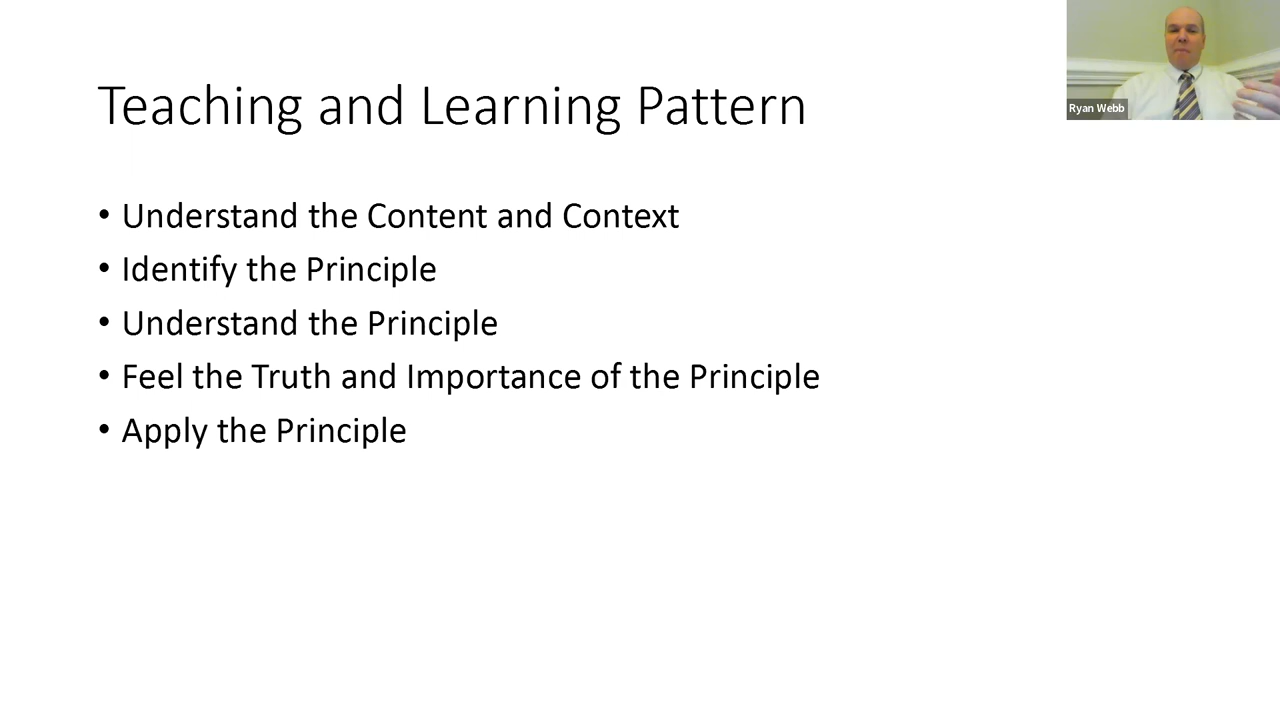 Teaching and Learning Pattern
• Understand the Content and Context
• Identify the Principle
• Understand the Principle
• Feel the Truth and Importance of the Principle
• Apply the Principle
Ryan Webb